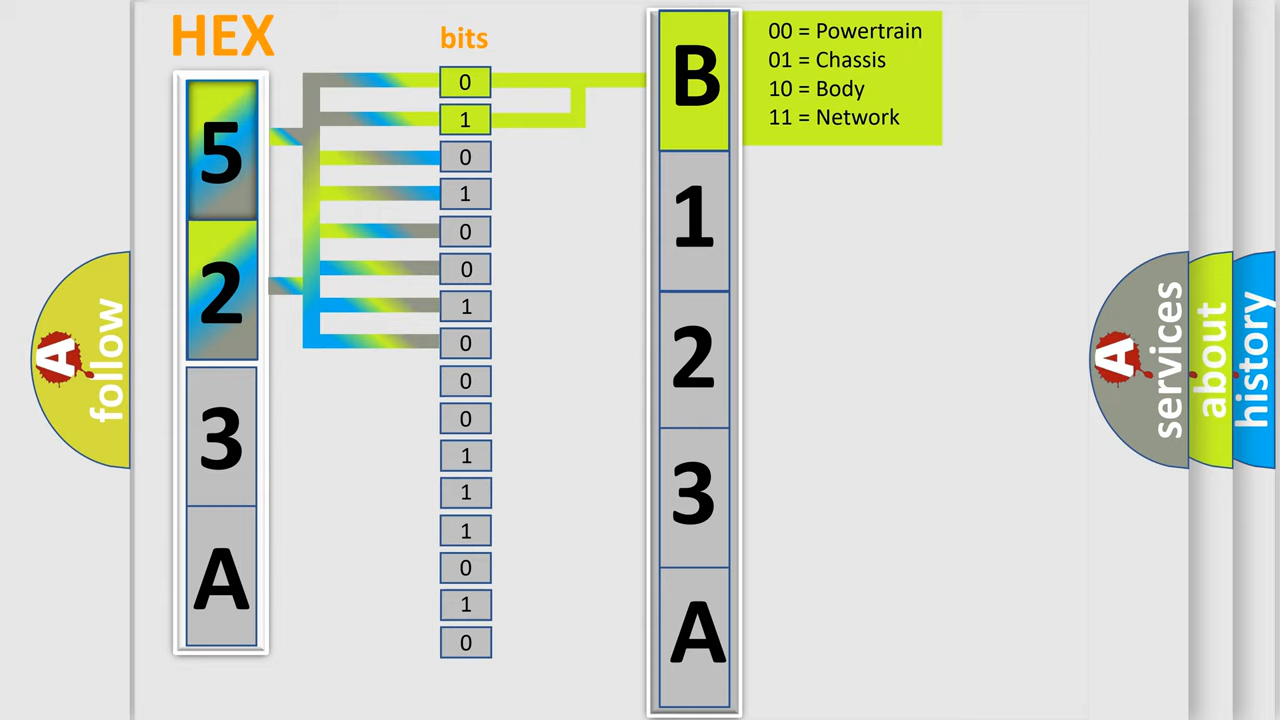 HEX
5
2
3
A
bits
0
1
0
1
0
0
1
0
0
0
1
1
1
0
1
0
B
1
2
3
A
00 = Powertrain
01 = Chassis
10 = Body
11 = Network
A
follow
A
services
about
history